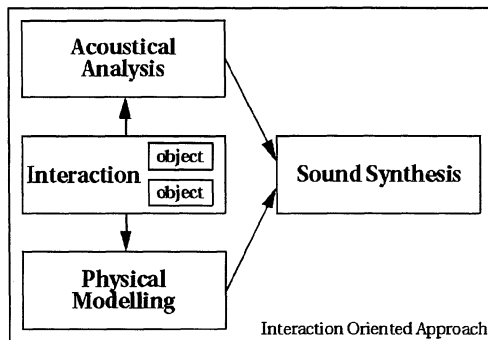 Acoustical
Analysis
Interaction
object
object
Sound Synthesis
Physical
Modelling
Interaction Oriented Approach